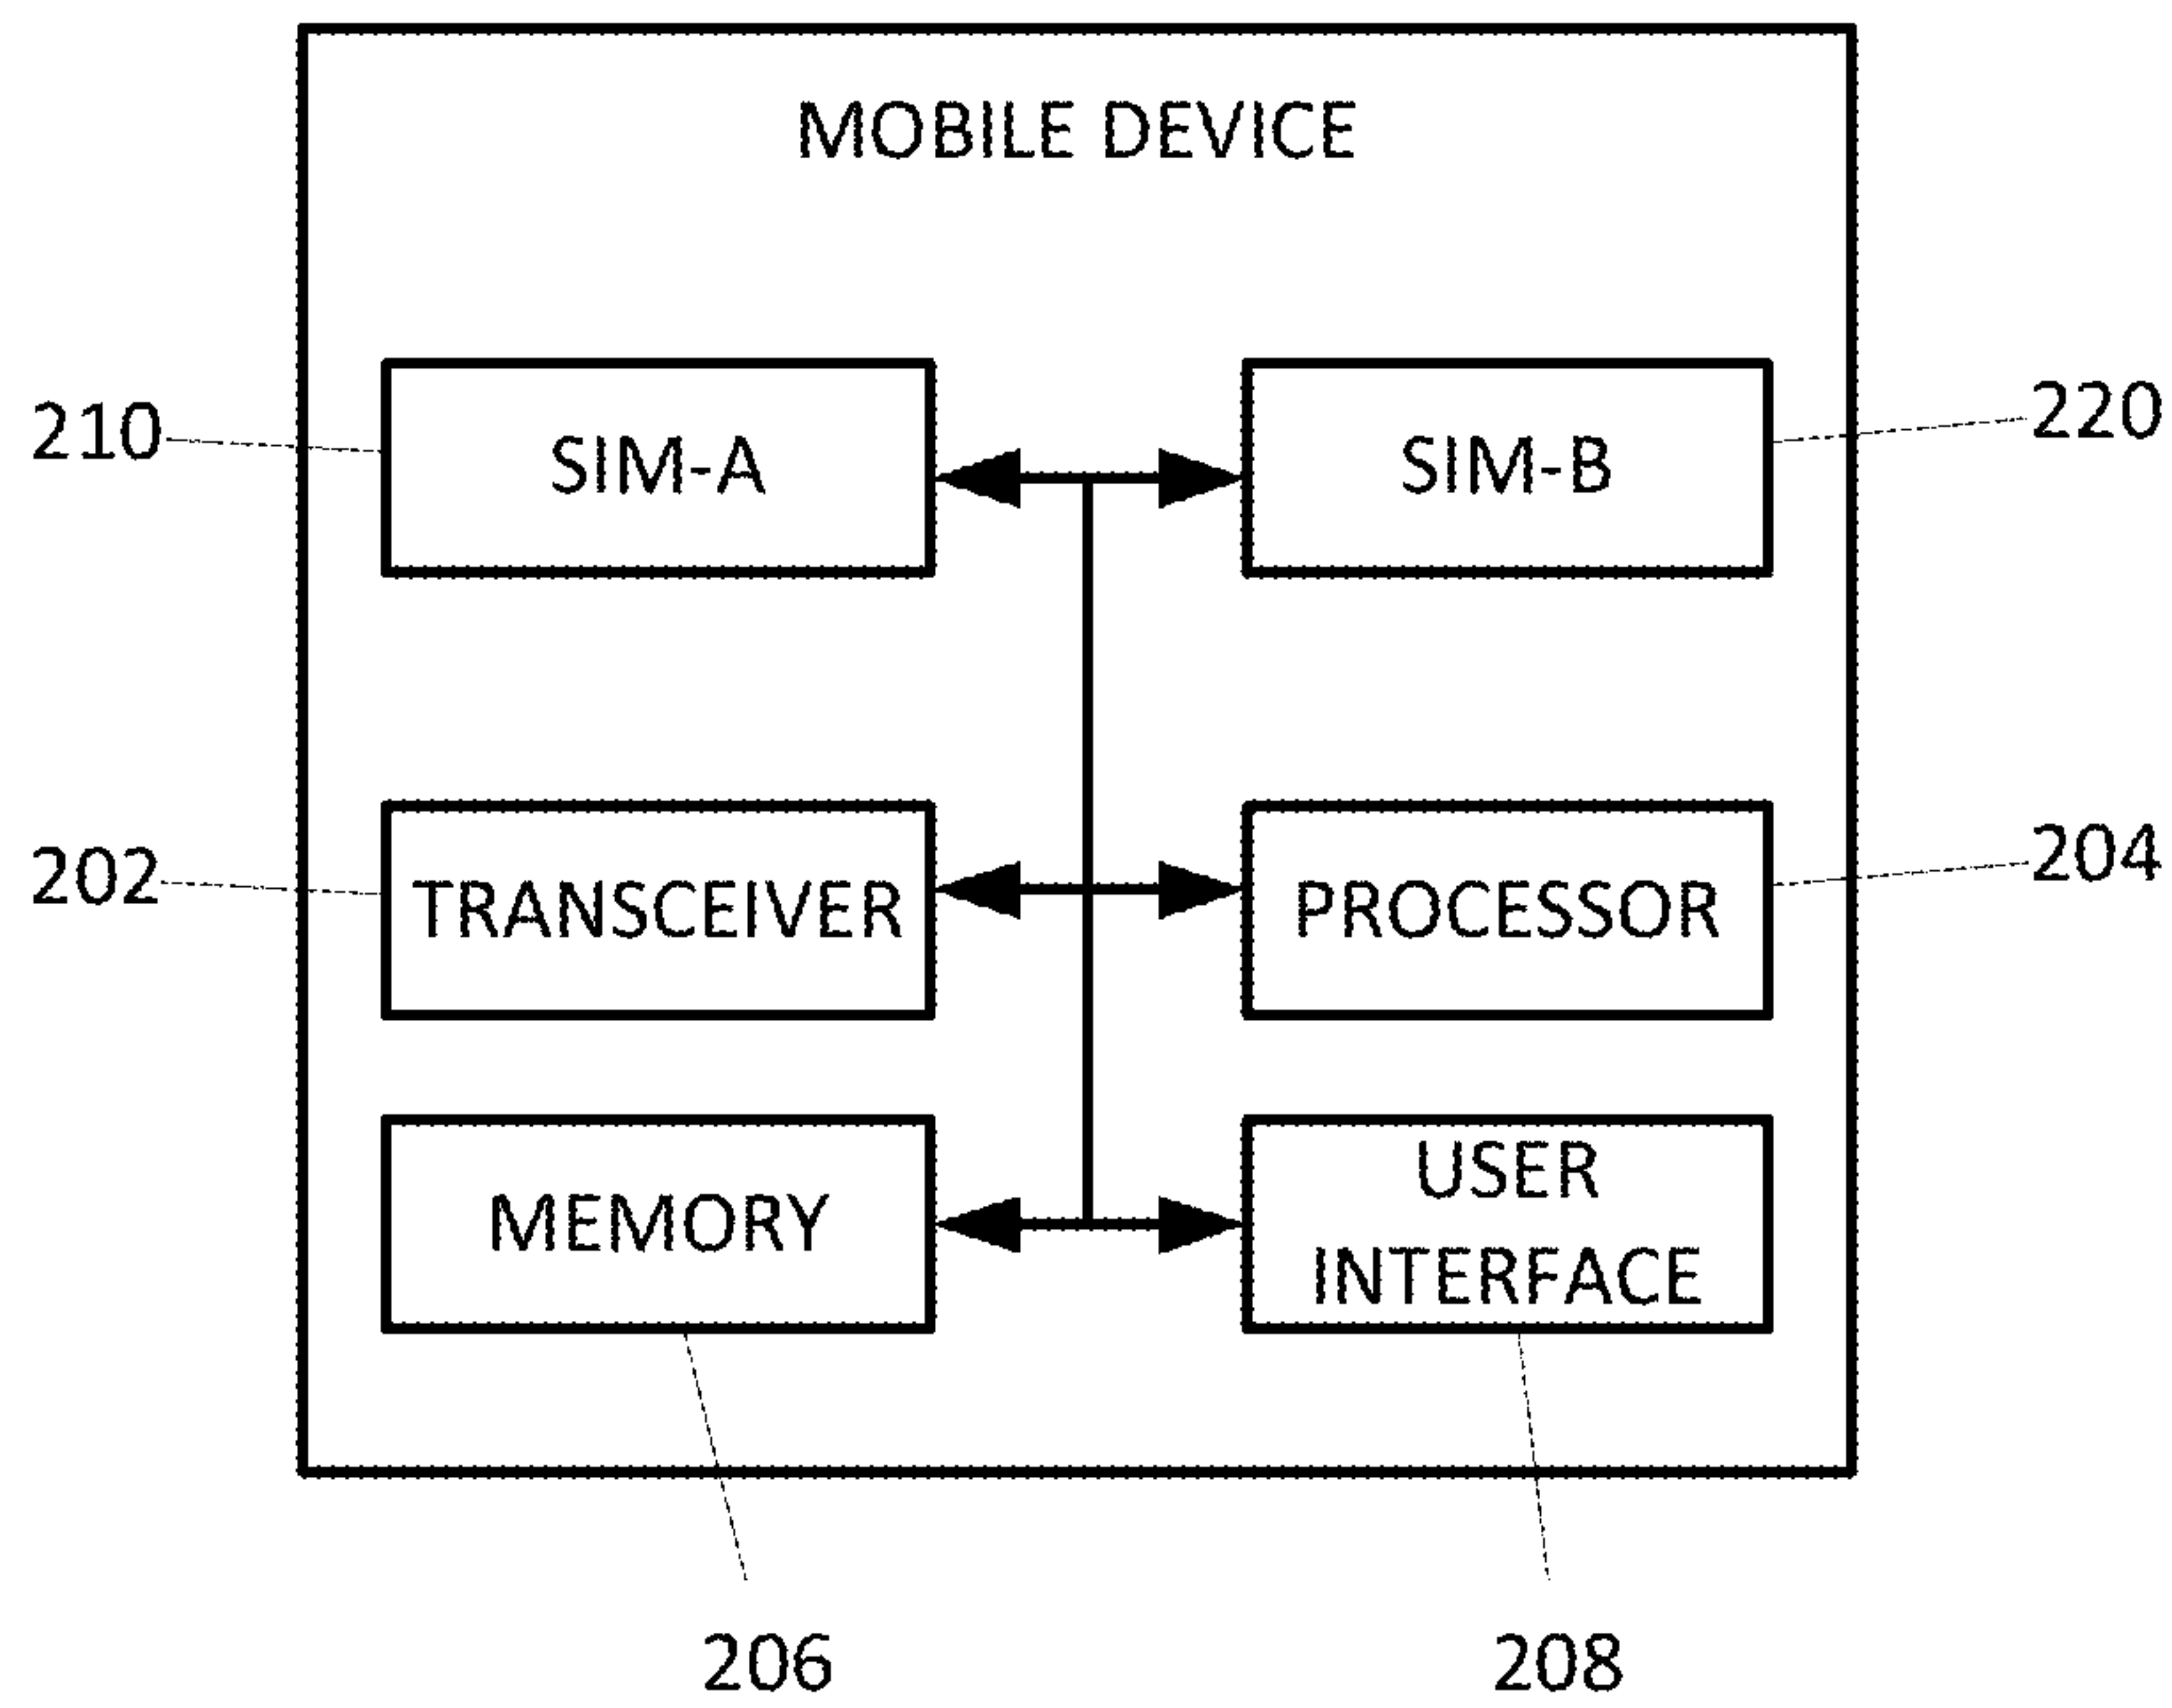 MOBILE DEVICE
210
SIM-A
SIM-B
220
202
TRANSCEIVER
PROCESSOR
204
MEMORY
USER
INTERFACE
206
208